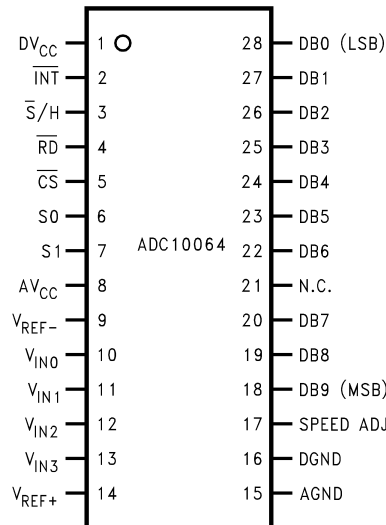 DVCC 1 28 DB0 (LSB)
INT 2 27 DB1
S/H 3 26 DB2
RD 4 25 DB3
CS 5 24 DB4
S0 6 23 DB5
S1 7 22 DB6
ADC10064
AVCC 8 21 N.C.
VREF- 9 20 DB7
VIN0 10 19 DB8
VIN1 11 18 DB9 (MSB)
VIN2 12 17 SPEED ADJ
VIN3 13 16 DGND
VREF+ 14 15 AGND